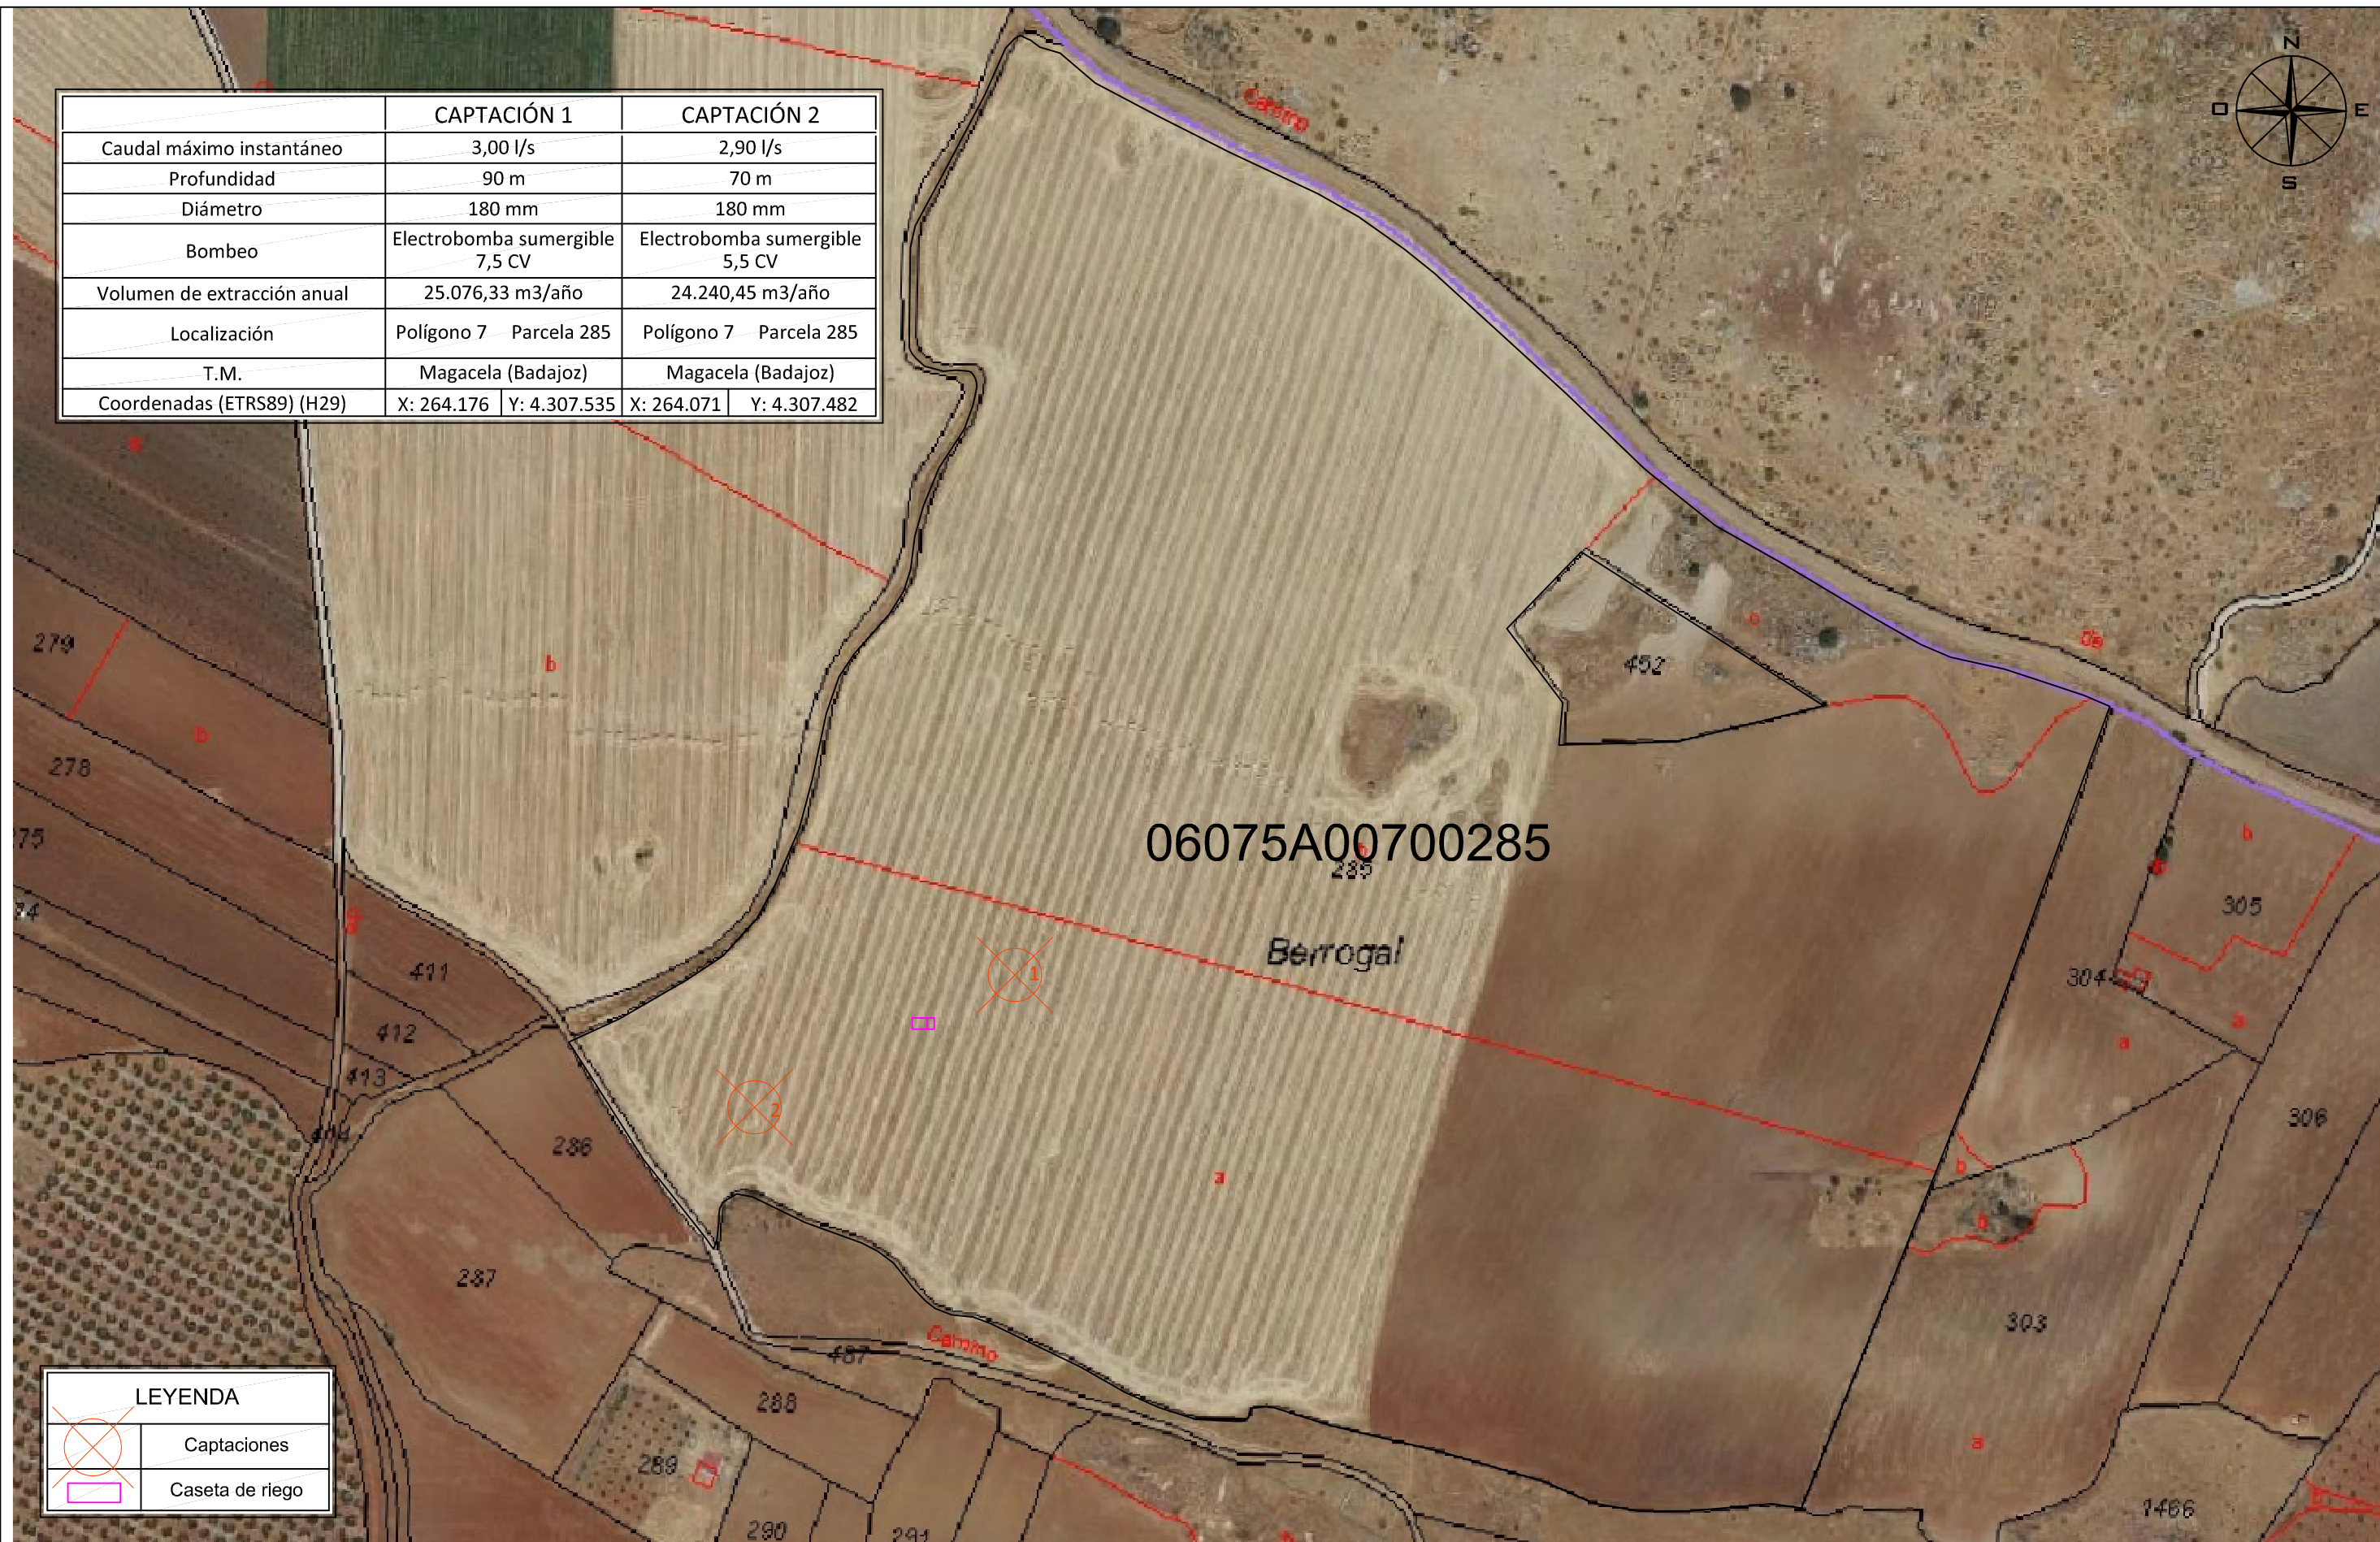 CAPTACIÓN 1 CAPTACIÓN 2
Caudal máximo instantáneo 3,00 l/s 2,90 l/s
Profundidad 90 m 70 m
Diámetro 180 mm 180 mm
Bombeo Electrobomba sumergible 7,5 CV Electrobomba sumergible 5,5 CV
Volumen de extracción anual 25.076,33 m3/año 24.240,45 m3/año
Localización Polígono 7 Parcela 285 Polígono 7 Parcela 285
T.M. Magacela (Badajoz) Magacela (Badajoz)
Coordenadas (ETRS89) (H29) X: 264.176 Y: 4.307.535 X: 264.071 Y: 4.307.482
N
O
E
S
Camino
a
279
b
b
278
452
c
De
06075A00700285
285
b
305
Berrogal
411
1
304
a
a
412
413
2
286
306
a
b
b
287
303
Camino
487
288
289
a
290
291
1466
b
LEYENDA
Captaciones
Caseta de riego